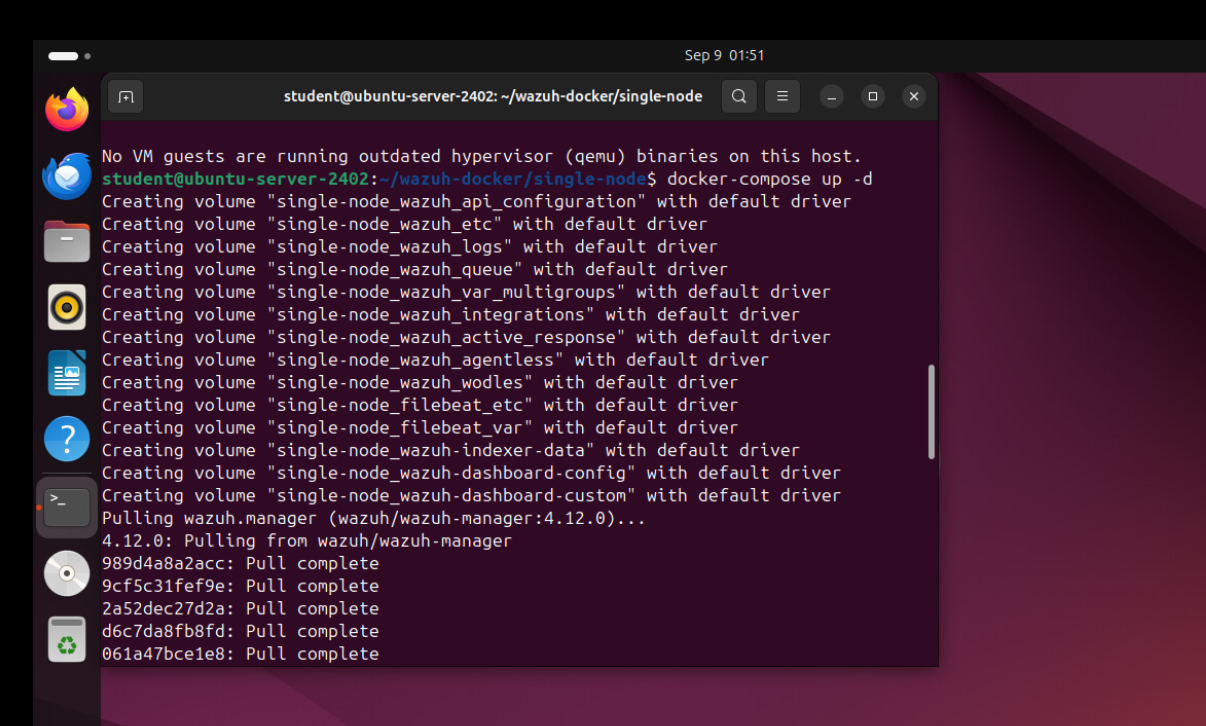 Sep 9 01:51
student@ubuntu-server-2402: ~/wazuh-docker/single-node
No VM guests are running outdated hypervisor (qemu) binaries on this host.
student@ubuntu-server-2402:~/wazuh-docker/single-node$ docker-compose up -d
Creating volume "single-node_wazuh_api_configuration" with default driver
Creating volume "single-node_wazuh_etc" with default driver
Creating volume "single-node_wazuh_logs" with default driver
Creating volume "single-node_wazuh_queue" with default driver
Creating volume "single-node_wazuh_var_multigroups" with default driver
Creating volume "single-node_wazuh_integrations" with default driver
Creating volume "single-node_wazuh_active_response" with default driver
Creating volume "single-node_wazuh_agentless" with default driver
Creating volume "single-node_wazuh_wodles" with default driver
Creating volume "single-node_filebeat_etc" with default driver
Creating volume "single-node_filebeat_var" with default driver
Creating volume "single-node_wazuh-indexer-data" with default driver
Creating volume "single-node_wazuh-dashboard-config" with default driver
Creating volume "single-node_wazuh-dashboard-custom" with default driver
Pulling wazuh.manager (wazuh/wazuh-manager:4.12.0)...
4.12.0: Pulling from wazuh/wazuh-manager
989d4a8a2acc: Pull complete
9cf5c31fef9e: Pull complete
2a52dec27d2a: Pull complete
d6c7da8fb8fd: Pull complete
061a47bce1e8: Pull complete